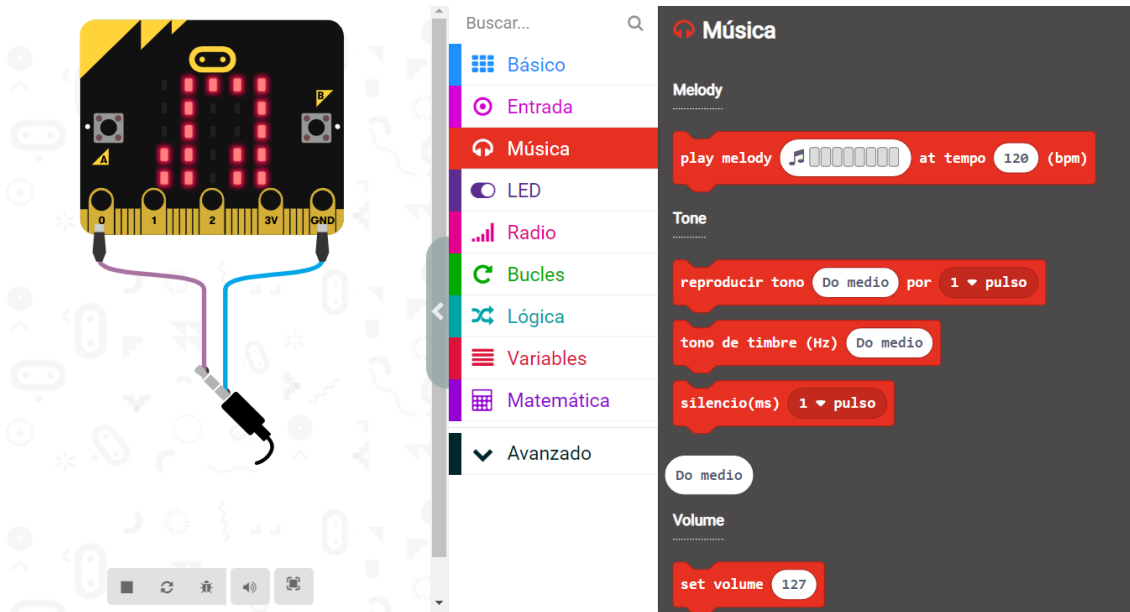 B
A
0 1 2 3V GND
Buscar...
Básico
Entrada
Música
LED
Radio
Bucles
Lógica
Variables
Matemática
Avanzado
Música
Melody
play melody at tempo 120 (bpm)
Tone
reproducir tono Do medio por 1 pulso
tono de timbre (Hz) Do medio
silencio(ms) 1 pulso
Do medio
Volume
set volume 127